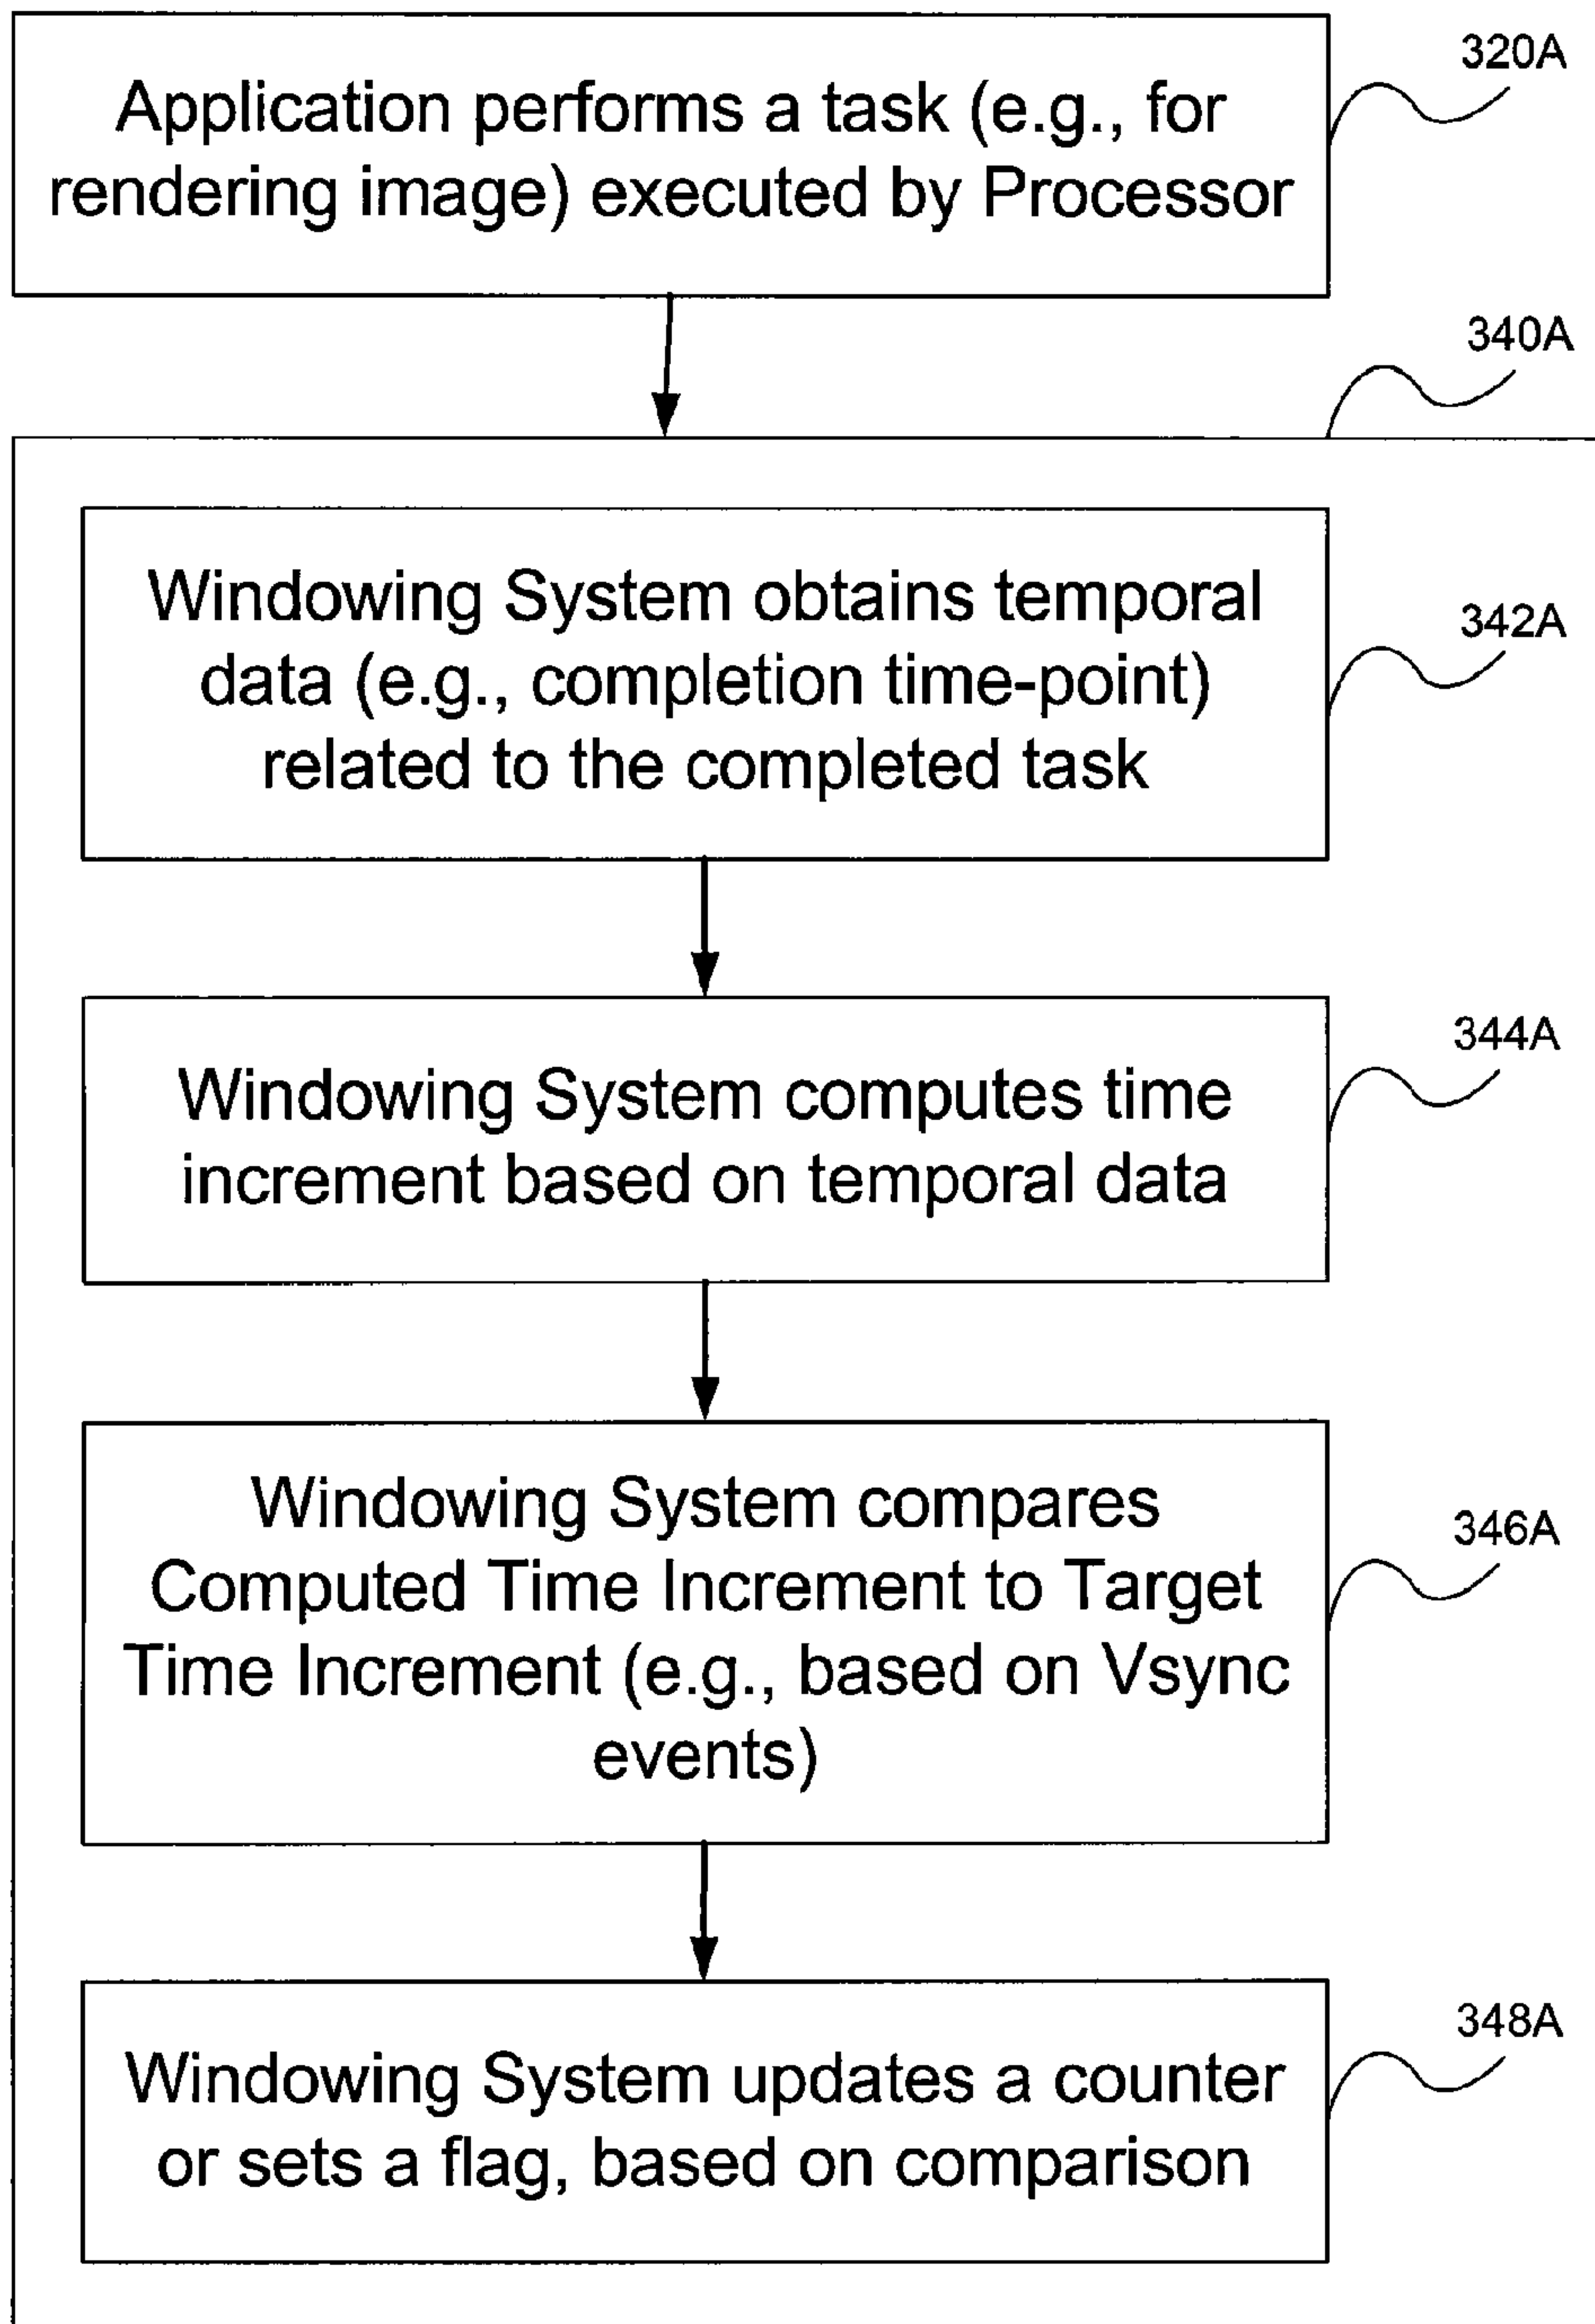 320A
Application performs a task (e.g., for
rendering image) executed by Processor
340A
Windowing System obtains temporal
data (e.g., completion time-point)
related to the completed task
342A
Windowing System computes time
increment based on temporal data
344A
Windowing System compares
Computed Time Increment to Target
Time Increment (e.g., based on Vsync
events)
346A
Windowing System updates a counter
or sets a flag, based on comparison
348A